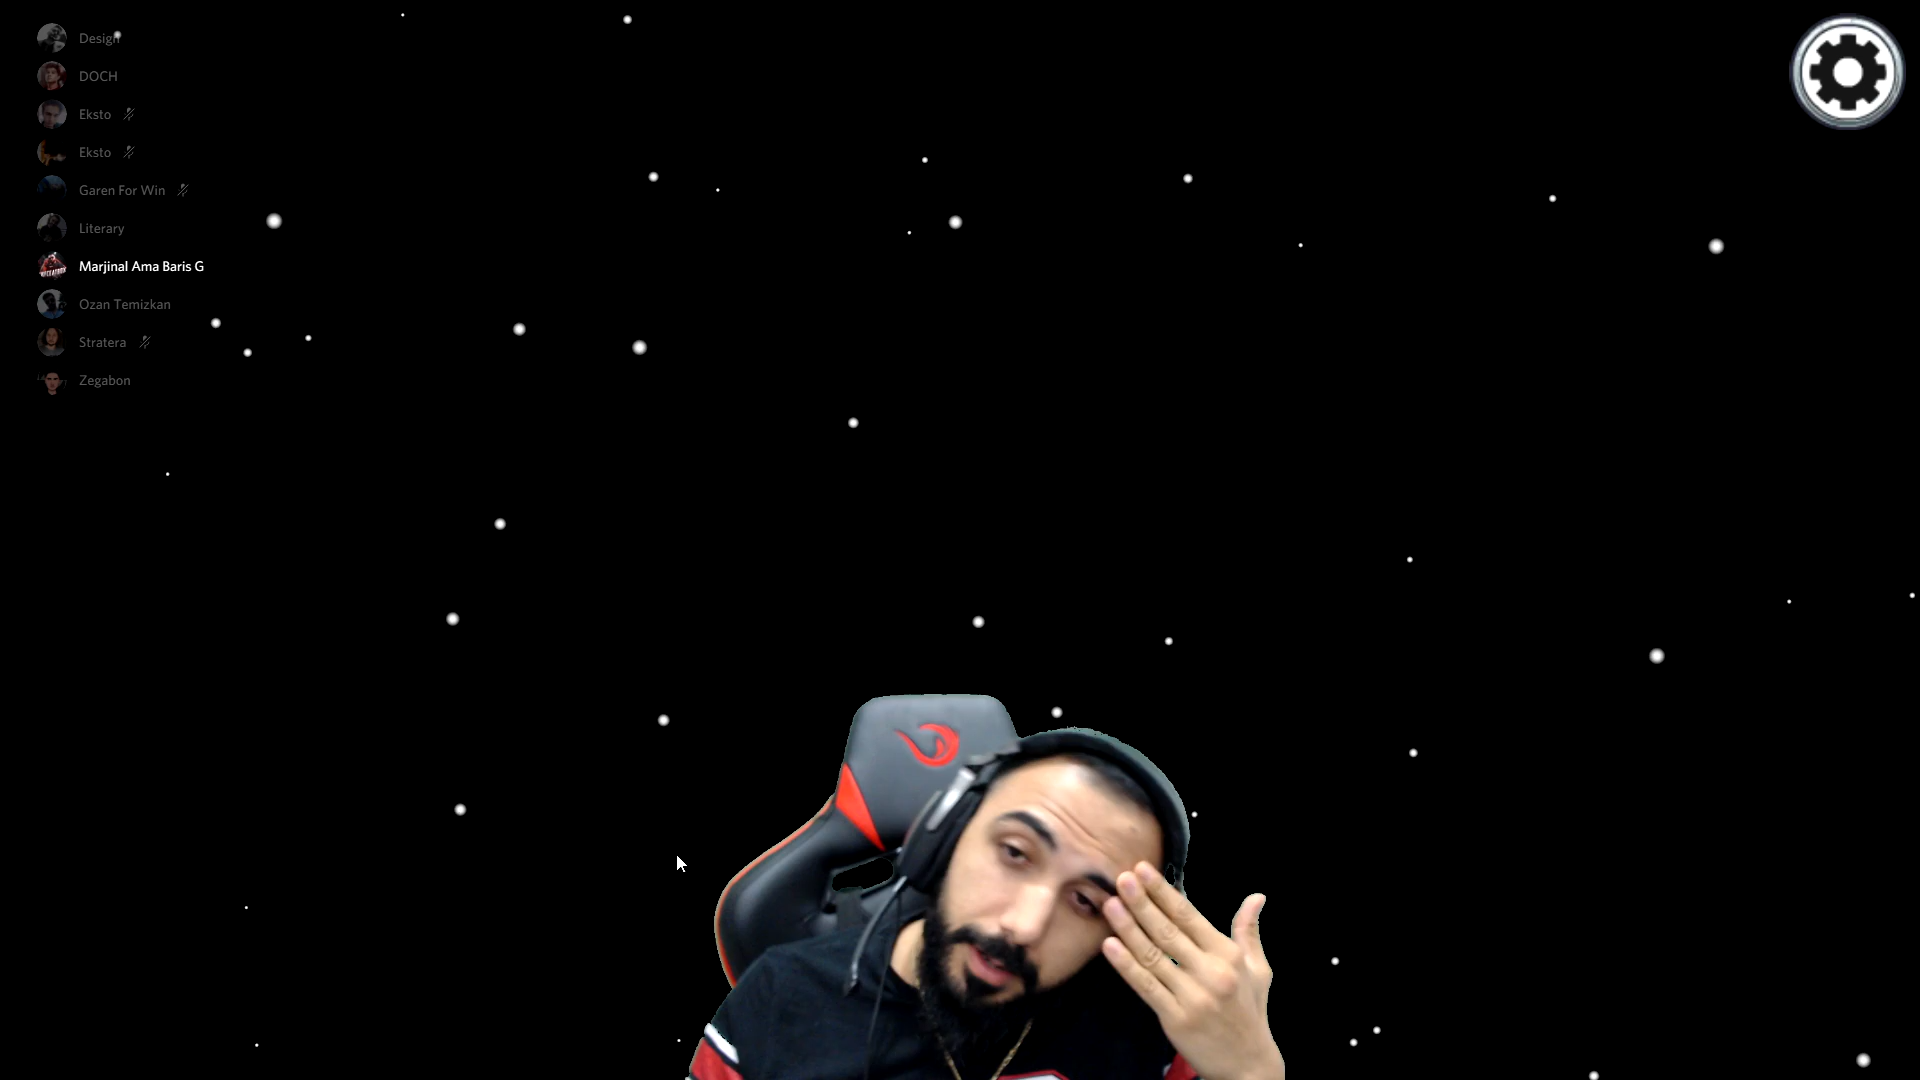 Design
DOCH
Eksto
Eksto
Garen For Win
Literary
Marjinal Ama Baris G
Ozan Temizkan
Stratera
Zegabon